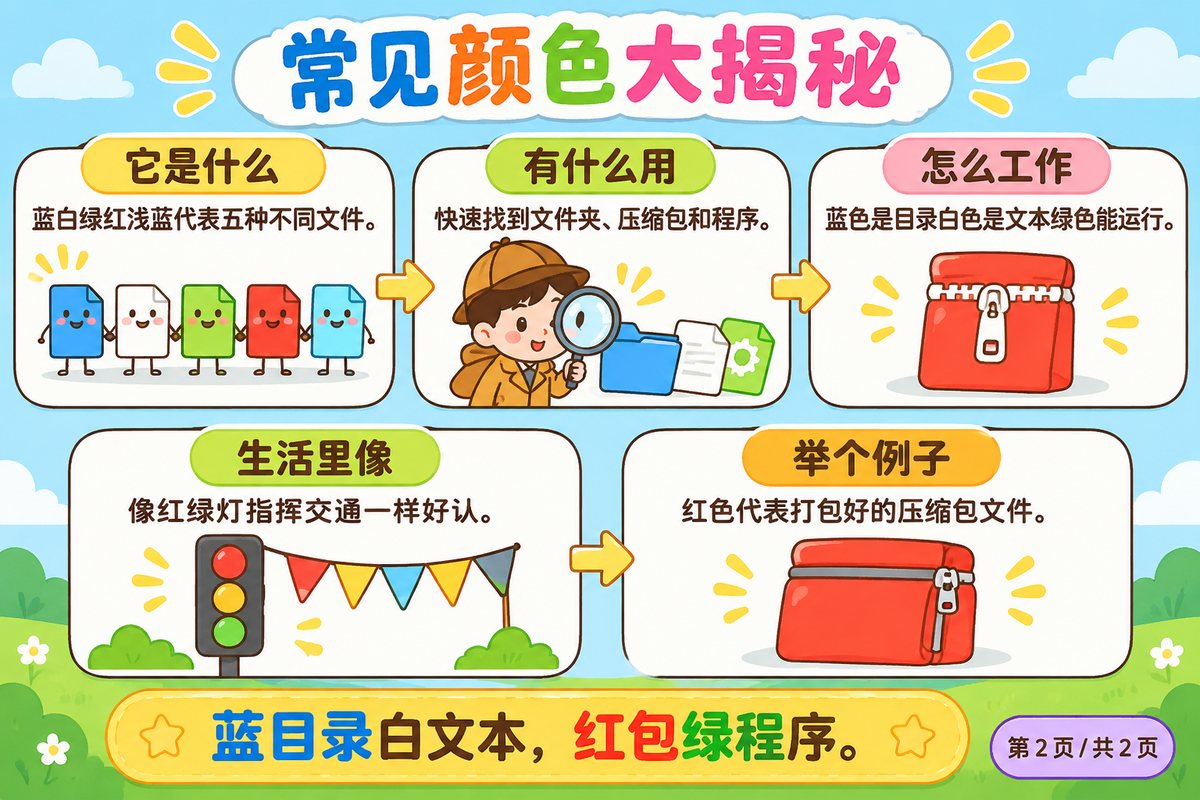 常见颜色大揭秘
它是什么
蓝白绿红浅蓝代表五种不同文件。
有什么用
快速找到文件夹、压缩包和程序。
怎么工作
蓝色是目录白色是文本绿色能运行。
生活里像
像红绿灯指挥交通一样好认。
举个例子
红色代表打包好的压缩包文件。
蓝目录白文本，红包绿程序。
第2页/共2页